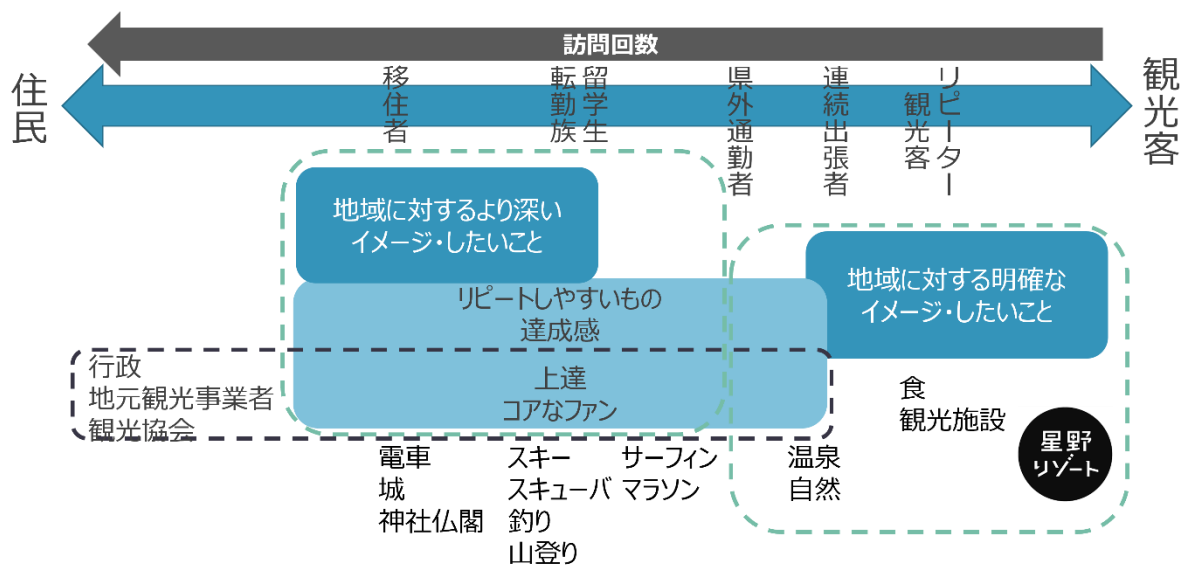 訪問回数
住民
移住者
転勤族
留学生
県外通勤者
連続出張者
観光客
リピーター
観光客
地域に対するより深い
イメージ・したいこと
地域に対する明確な
イメージ・したいこと
リピートしやすいもの
達成感
上達
コアなファン
行政
地元観光事業者
観光協会
食
観光施設
星野
リゾート
電車
城
神社仏閣
スキー
スキューバ
釣り
山登り
サーフィン
マラソン
温泉
自然